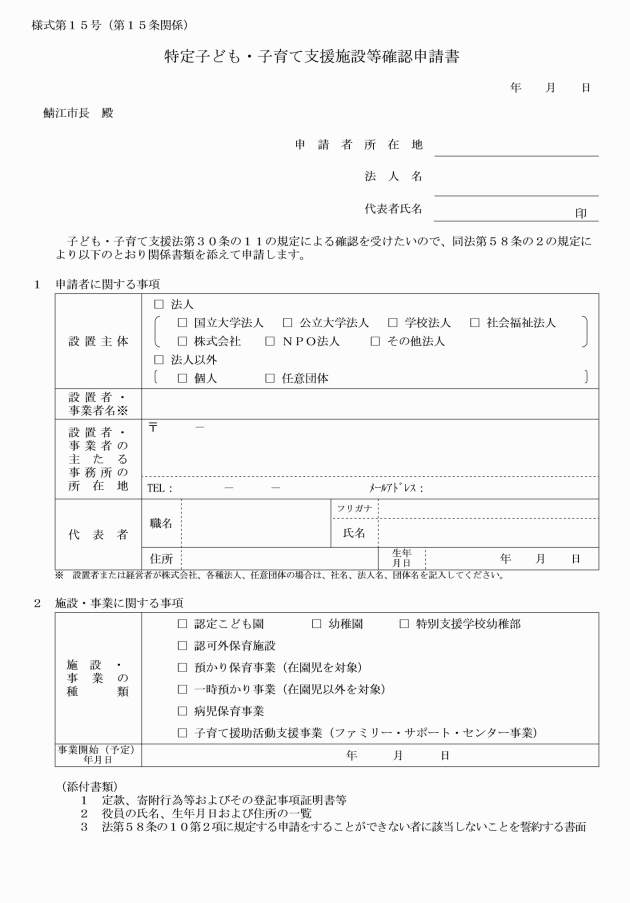 様式第１５号（第１５条関係）
特定子ども・子育て支援施設等確認申請書
年　　月　　日
鯖江市長　殿
申　請　者　所　在　地
法　人　名
代表者氏名
印
子ども・子育て支援法第３０条の１１の規定による確認を受けたいので、同法第５８条の２の規定に
より以下のとおり関係書類を添えて申請します。
１　申請者に関する事項
設置主体
□ 法人
□ 国立大学法人　□ 公立大学法人　□ 学校法人　□ 社会福祉法人
□ 株式会社　□ ＮＰＯ法人　□ その他法人
□ 法人以外
□ 個人　□ 任意団体
設置者・
事業者名※
設置者・
事業者の
主たる
事務所の
所在地
〒　　－
TEL：　　－　　－　　ﾒｰﾙｱﾄﾞﾚｽ：
代表者
職名
フリガナ
氏名
住所
生年
月日
年　　月　　日
※　設置者または経営者が株式会社、各種法人、任意団体の場合は、社名、法人名、団体名を記入してください。
２　施設・事業に関する事項
施設・
事業の
種類
□ 認定こども園　□ 幼稚園　□ 特別支援学校幼稚部
□ 認可外保育施設
□ 預かり保育事業（在園児を対象）
□ 一時預かり事業（在園児以外を対象）
□ 病児保育事業
□ 子育て援助活動支援事業（ファミリー・サポート・センター事業）
事業開始（予定）
年月日
年　　月　　日
（添付書類）
１　定款、寄附行為等およびその登記事項証明書等
２　役員の氏名、生年月日および住所の一覧
３　法第５８条の１０第２項に規定する申請をすることができない者に該当しないことを誓約する書面